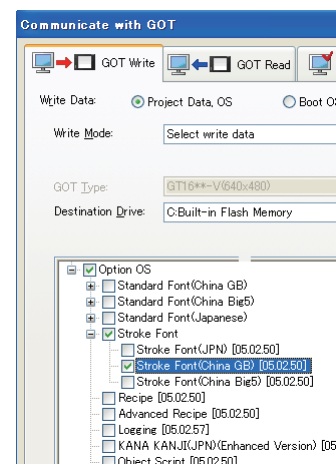 Communicate with GOT
GOT Write GOT Read
Write Data: Project Data, OS Boot OS
Write Mode: Select write data
GOT Type: GT16**-V(640x480)
Destination Drive: C:Built-in Flash Memory
Option OS
Standard Font(China GB)
Standard Font(China Big5)
Standard Font(Japanese)
Stroke Font
Stroke Font(JPN) [05.02.50]
Stroke Font(China GB) [05.02.50]
Stroke Font(China Big5) [05.02.50]
Recipe [05.02.50]
Advanced Recipe [05.02.50]
Logging [05.02.57]
KANA KANJI(JPN)(Enhanced Version) [05
Object Script [05.02.50]